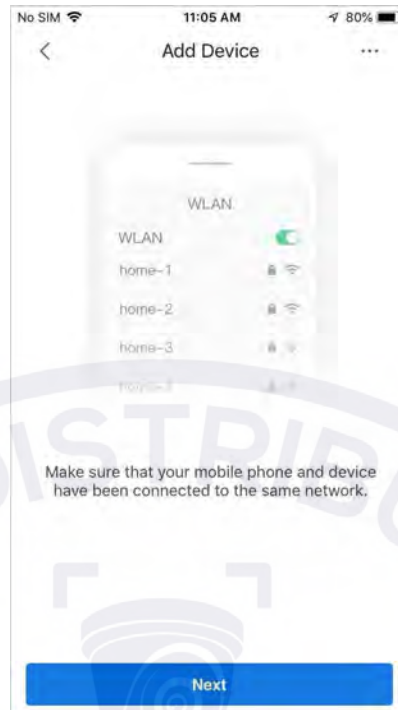 No SIM 11:05 AM 80%
Add Device
WLAN
WLAN
home-1
home-2
home-3
Make sure that your mobile phone and device
have been connected to the same network.
DISTRIBU
Next